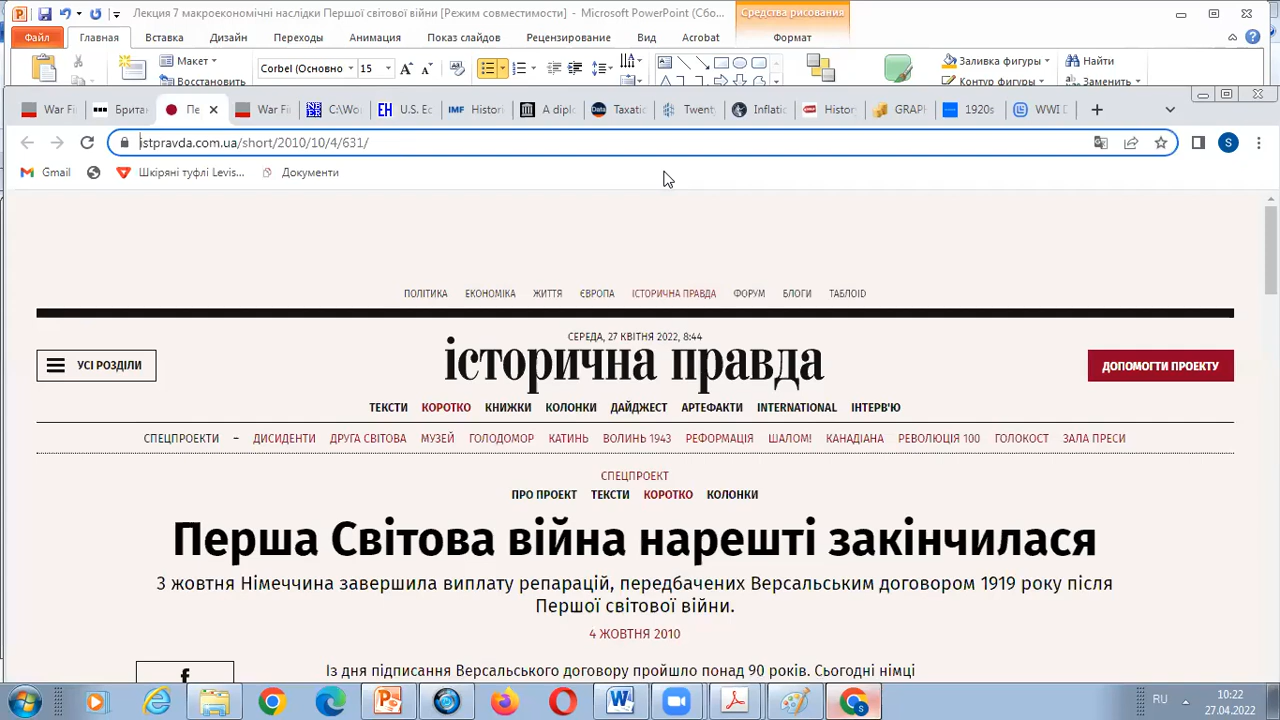 Лекция 7 макроекономічні наслідки Першої світової війни [Режим совместимости] - Microsoft PowerPoint (Сбо...
Средства рисования
Файл Главная Вставка Дизайн Переходы Анимация Показ слайдов Рецензирование Вид Acrobat Формат
Макет
Восстановить
Corbel (Основно 15
Заливка фигуры
Контур фигуры
Найти
Заменить
War Fi Брита Пе War Fi C:\Wo U.S. Ec Histor A dipl Taxati Twent Inflati Histor GRAPH 1920s WWI D
istpravda.com.ua/short/2010/10/4/631/
Gmail Шкіряні туфлі Levis... Документи
ПОЛІТИКА ЕКОНОМІКА ЖИТТЯ ЄВРОПА ІСТОРИЧНА ПРАВДА ФОРУМ БЛОГИ ТАБЛОІD
СЕРЕДА, 27 КВІТНЯ 2022, 8:44
УСІ РОЗДІЛИ
історична правда
ДОПОМОГТИ ПРОЕКТУ
ТЕКСТИ КОРОТКО КНИЖКИ КОЛОНКИ ДАЙДЖЕСТ АРТЕФАКТИ INTERNATIONAL ІНТЕРВ'Ю
СПЕЦПРОЕКТИ – ДИСИДЕНТИ ДРУГА СВІТОВА МУЗЕЙ ГОЛОДОМОР КАТИНЬ ВОЛИНЬ 1943 РЕФОРМАЦІЯ ШАЛОМ! КАНАДІАНА РЕВОЛЮЦІЯ 100 ГОЛОКОСТ ЗАЛА ПРЕСИ
СПЕЦПРОЕКТ
ПРО ПРОЕКТ ТЕКСТИ КОРОТКО КОЛОНКИ
Перша Світова війна нарешті закінчилася
3 жовтня Німеччина завершила виплату репарацій, передбачених Версальським договором 1919 року після
Першої світової війни.
4 ЖОВТНЯ 2010
Із дня підписання Версальського договору пройшло понад 90 років. Сьогодні німці
RU
10:22
27.04.2022